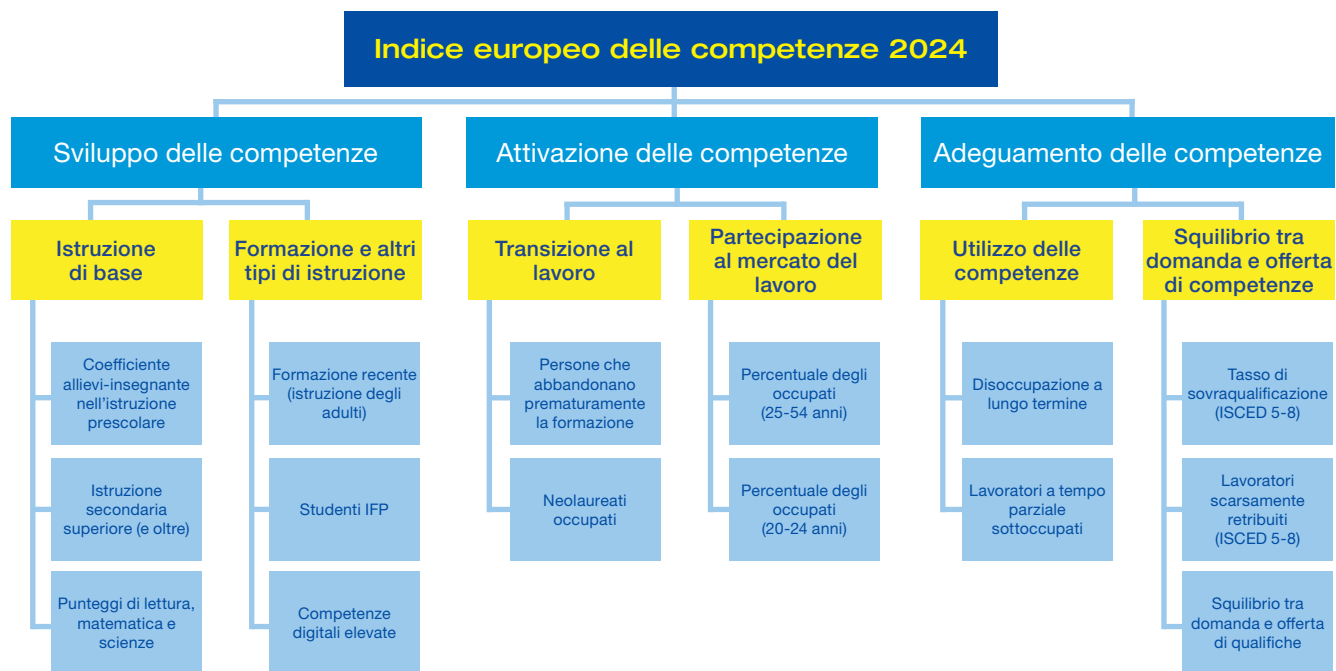 Indice europeo delle competenze 2024
Sviluppo delle competenze
Attivazione delle competenze
Adeguamento delle competenze
Istruzione
di base
Formazione e altri
tipi di istruzione
Transizione al
lavoro
Partecipazione
al mercato del
lavoro
Utilizzo delle
competenze
Squilibrio tra
domanda e offerta
di competenze
Coefficiente
allievi-insegnante
nell'istruzione
prescolare
Formazione recente
(istruzione degli
adulti)
Persone che
abbandonano
prematuramente
la formazione
Percentuale degli
occupati
(25-54 anni)
Disoccupazione a
lungo termine
Tasso di
sovraqualificazione
(ISCED 5-8)
Istruzione
secondaria
superiore (e oltre)
Studenti IFP
Neolaureati
occupati
Percentuale degli
occupati
(20-24 anni)
Lavoratori a tempo
parziale
sottoccupati
Lavoratori
scarsamente
retribuiti
(ISCED 5-8)
Punteggi di lettura,
matematica e
scienze
Competenze
digitali elevate
Squilibrio tra
domanda e offerta
di qualifiche